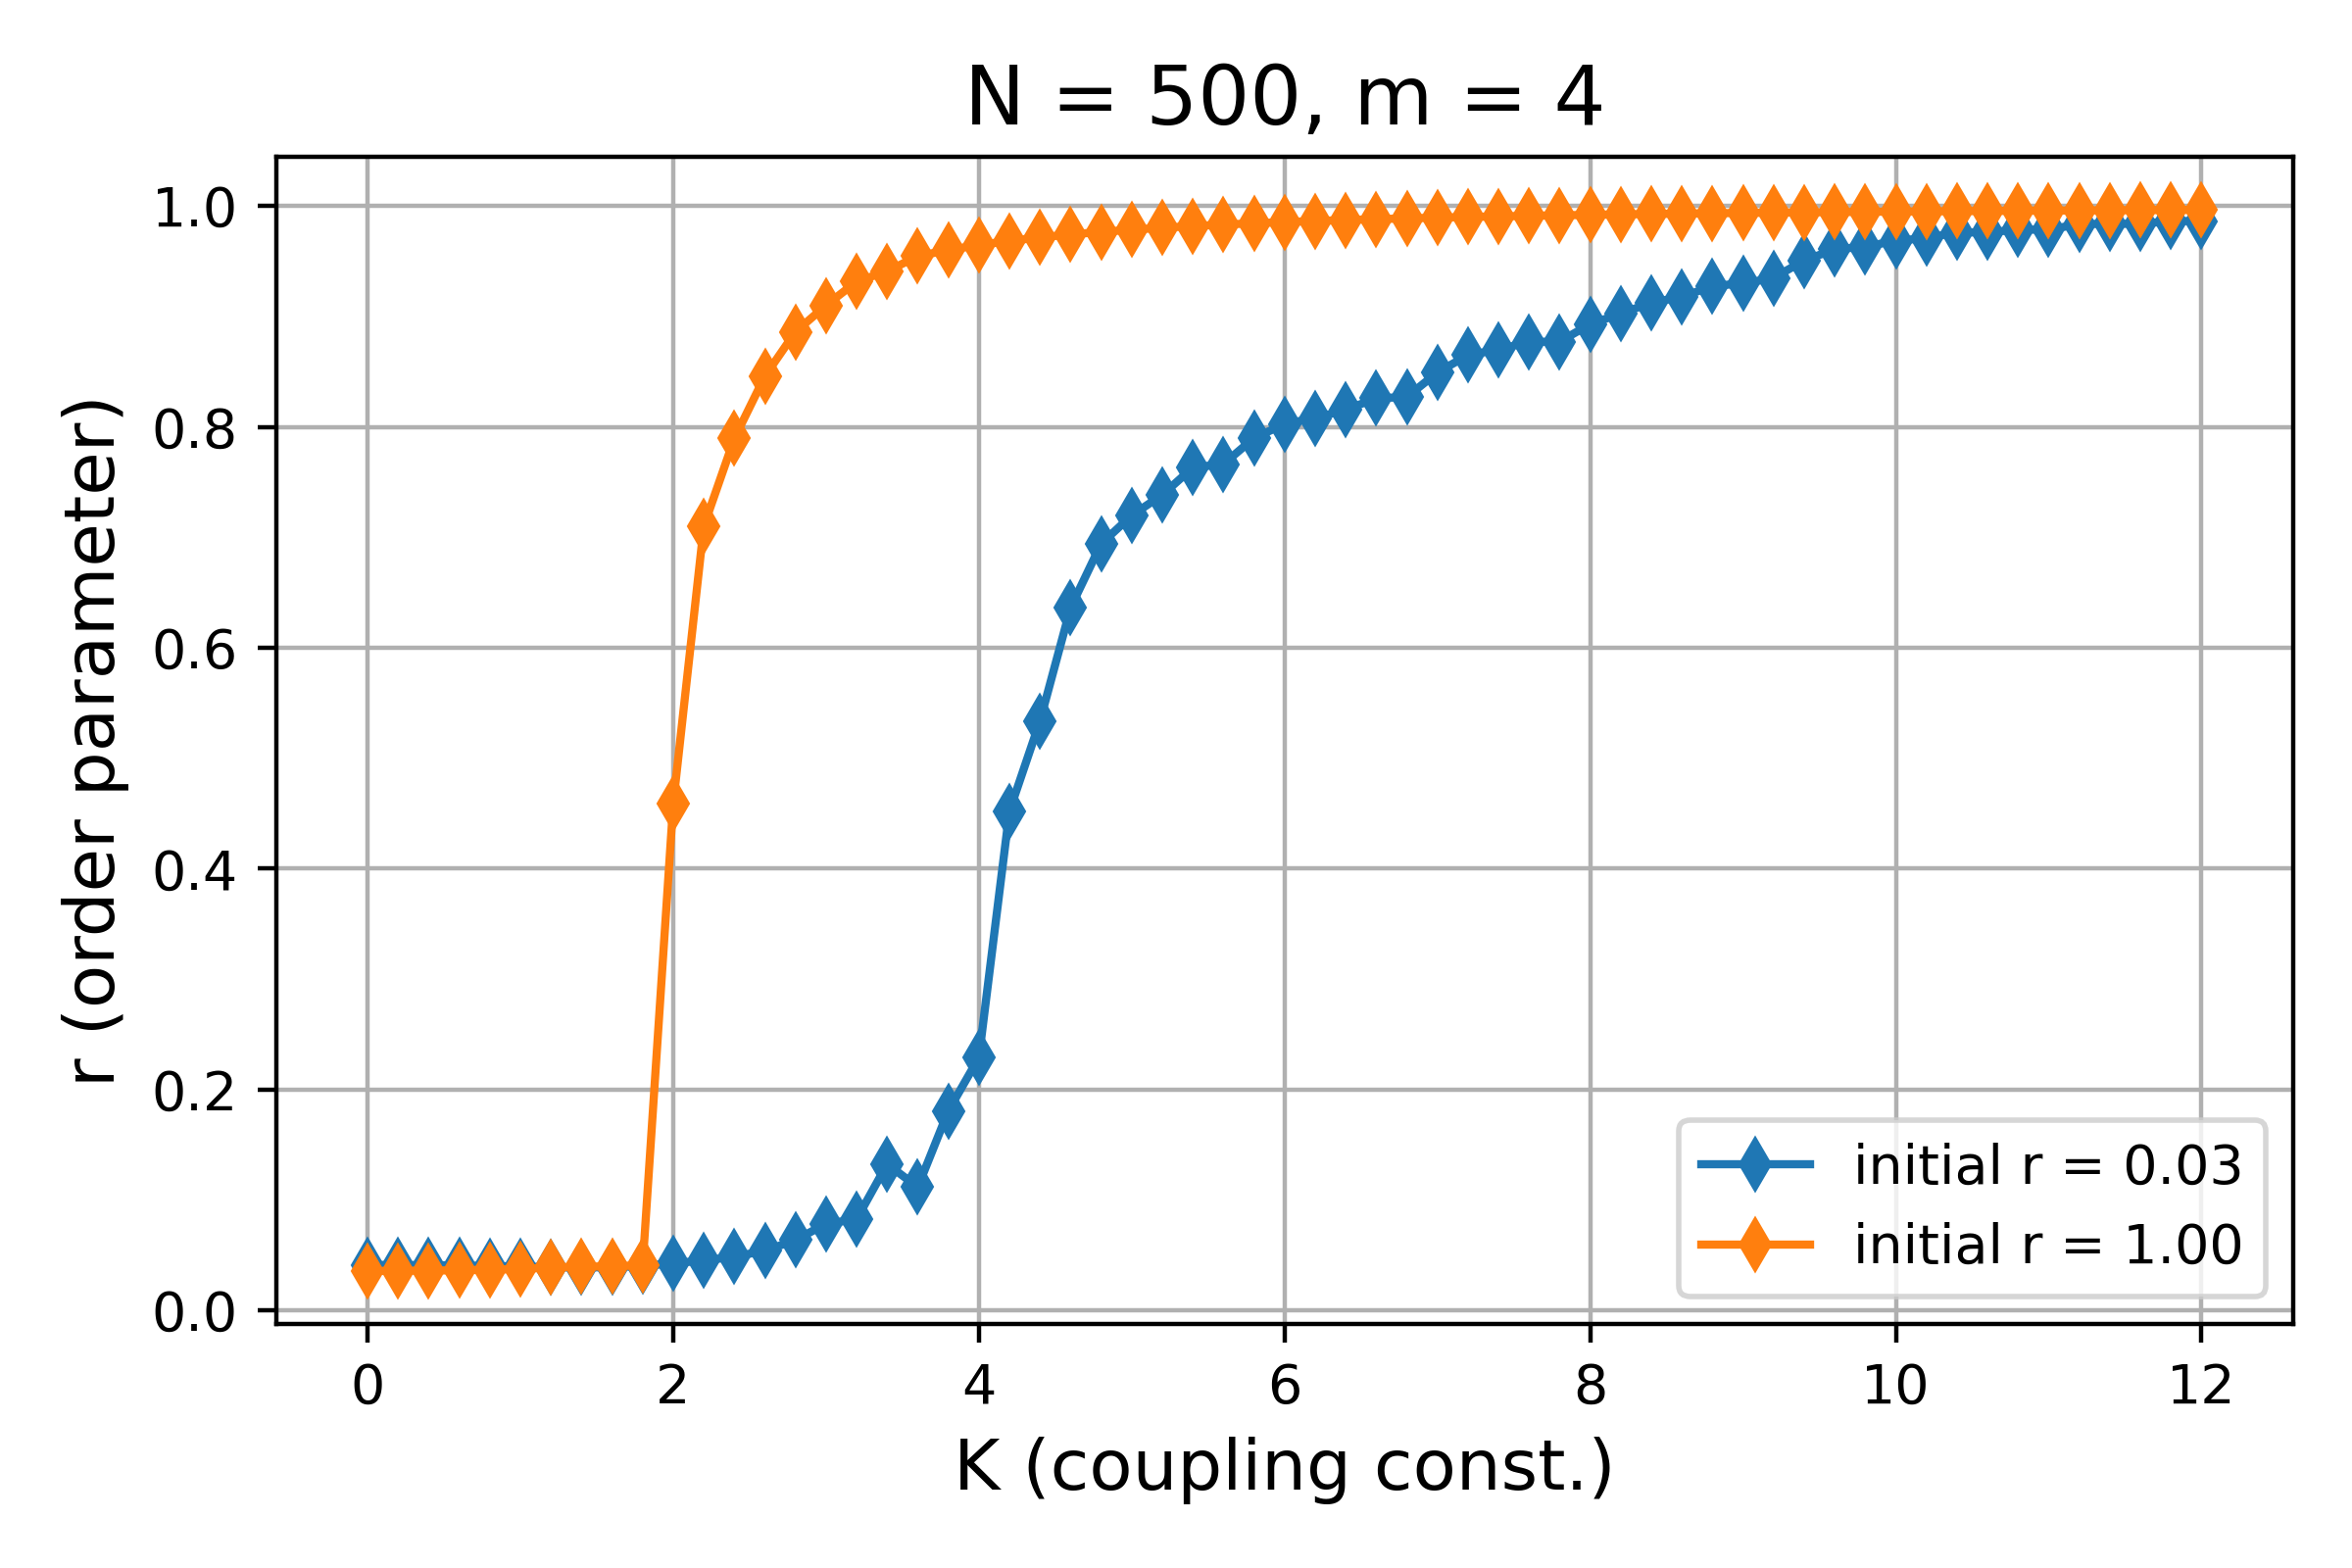 N = 500, m = 4
r (order parameter)
1.0
0.8
0.6
0.4
0.2
0.0
initial r = 0.03
initial r = 1.00
0 2 4 6 8 10 12
K (coupling const.)